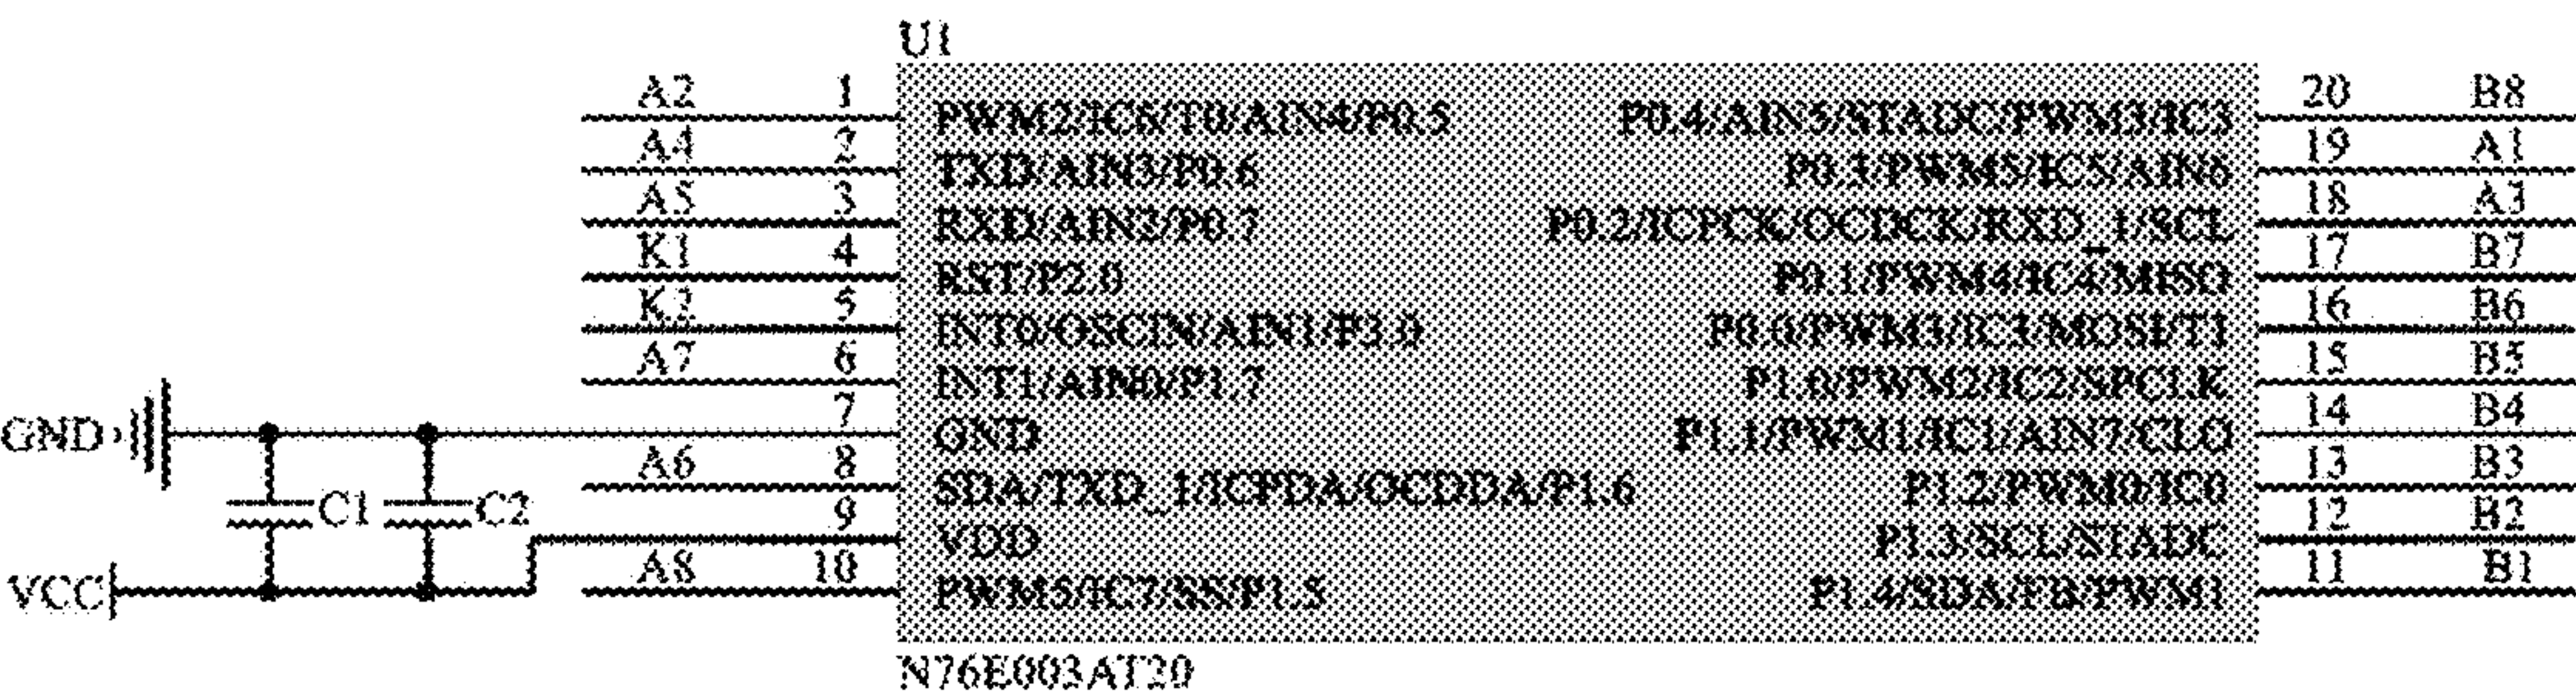 U1
A2 1 PWM2/IC6/T0/AIN4/P0.5 P0.4/AIN5/STADC/PWM3/IC3 20 B8
A4 2 TXD/AIN3/P0.6 P0.3/PWM5/IC5/AIN6 19 A1
A5 3 RXD/AIN2/P0.7 P0.2/ICPCK/OCDCK/RXD_1/SCL 18 A3
K1 4 RST/P2.0 P0.1/PWM4/IC4/MISO 17 B7
K2 5 INT0/OSCIN/AIN1/P3.0 P0.0/PWM3/IC3/MOSI/T1 16 B6
A7 6 INT1/AIN0/P1.7 P1.0/PWM2/IC2/SPCLK 15 B5
GND 7 GND P1.1/PWM1/IC1/AIN7/CLO 14 B4
A6 8 SDA/TXD_1/ICPDA/OCDDA/P1.6 P1.2/PWM0/IC0 13 B3
C1 C2 9 VDD P1.3/SCL/STADC 12 B2
VCC A8 10 PWM5/IC7/SS/P1.5 P1.4/SDA/FB/PWM1 11 B1
N76E003AT20